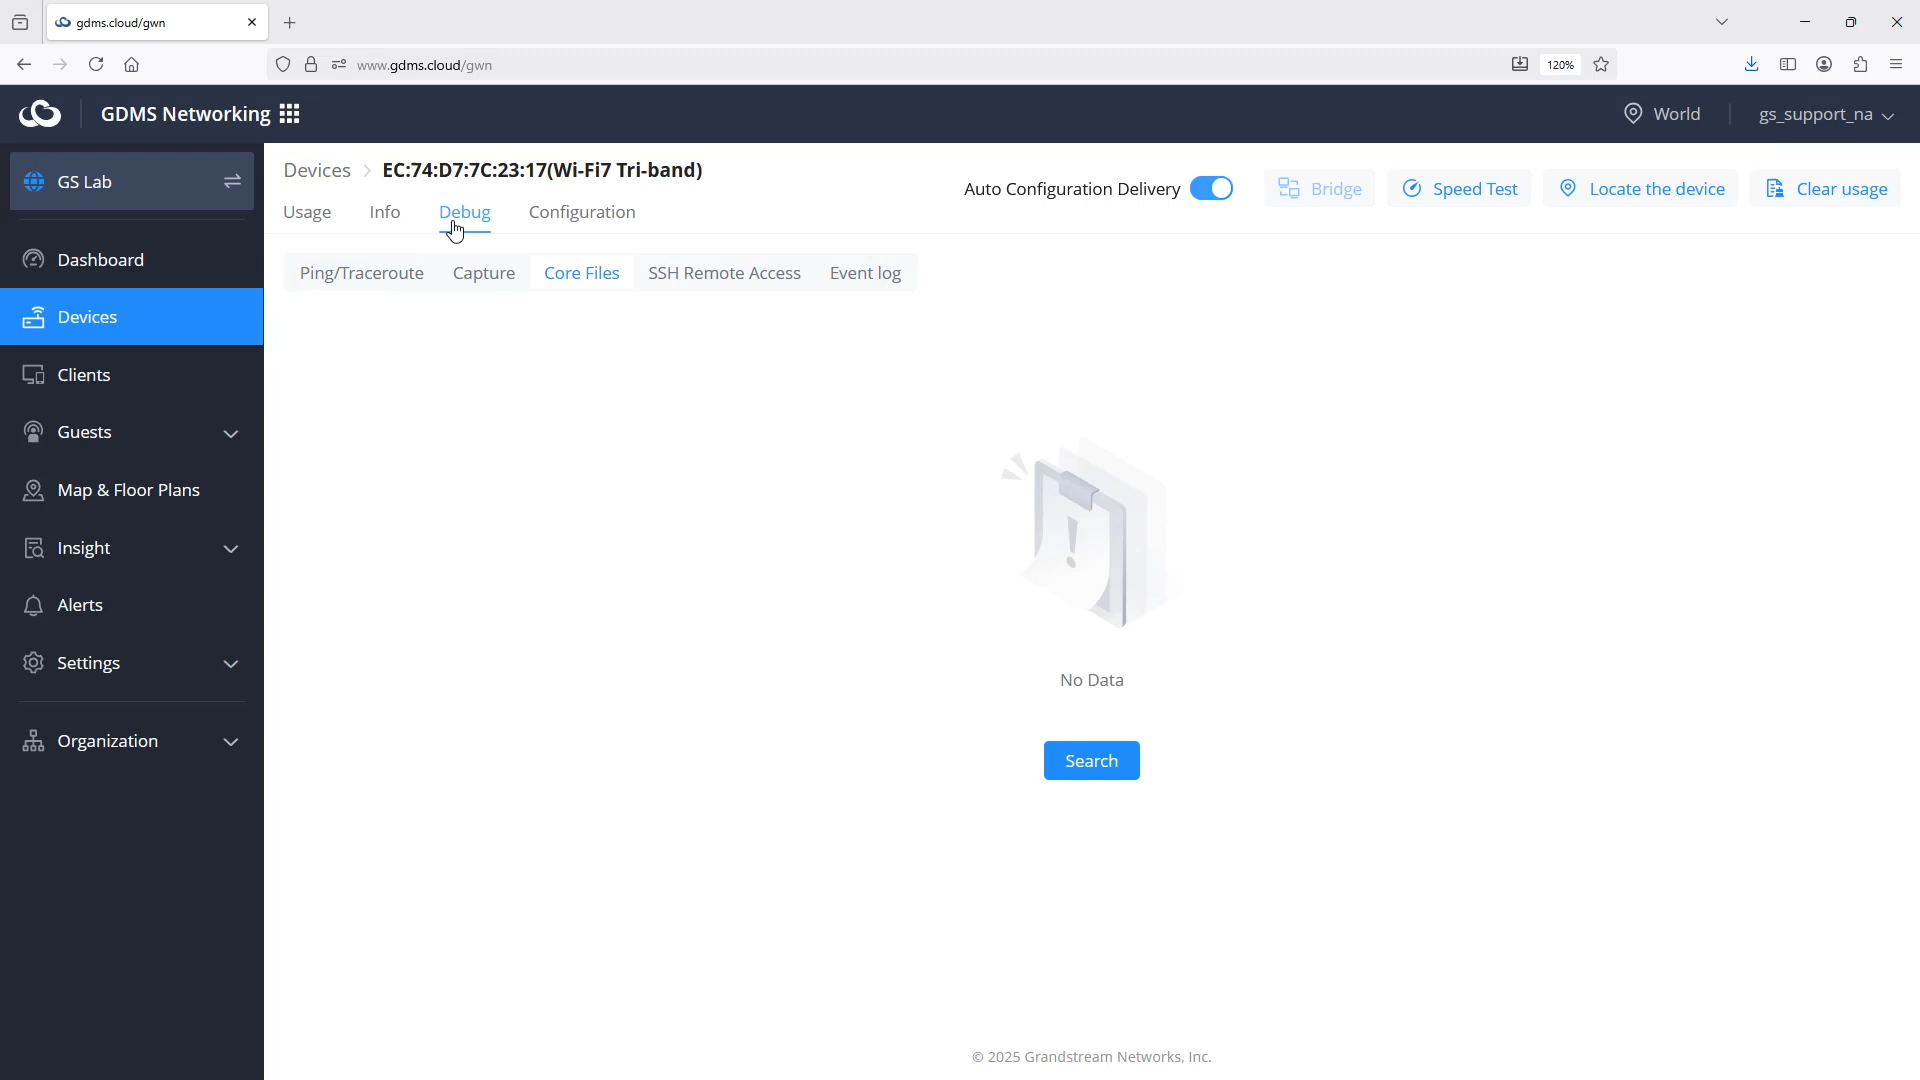 gdms.cloud/gwn
www.gdms.cloud/gwn
120%
GDMS Networking
World
gs_support_na
GS Lab
Dashboard
Devices
Clients
Guests
Map & Floor Plans
Insight
Alerts
Settings
Organization
Devices > EC:74:D7:7C:23:17(Wi-Fi7 Tri-band)
Auto Configuration Delivery
Bridge
Speed Test
Locate the device
Clear usage
Usage Info Debug Configuration
Ping/Traceroute Capture Core Files SSH Remote Access Event log
No Data
Search
© 2025 Grandstream Networks, Inc.